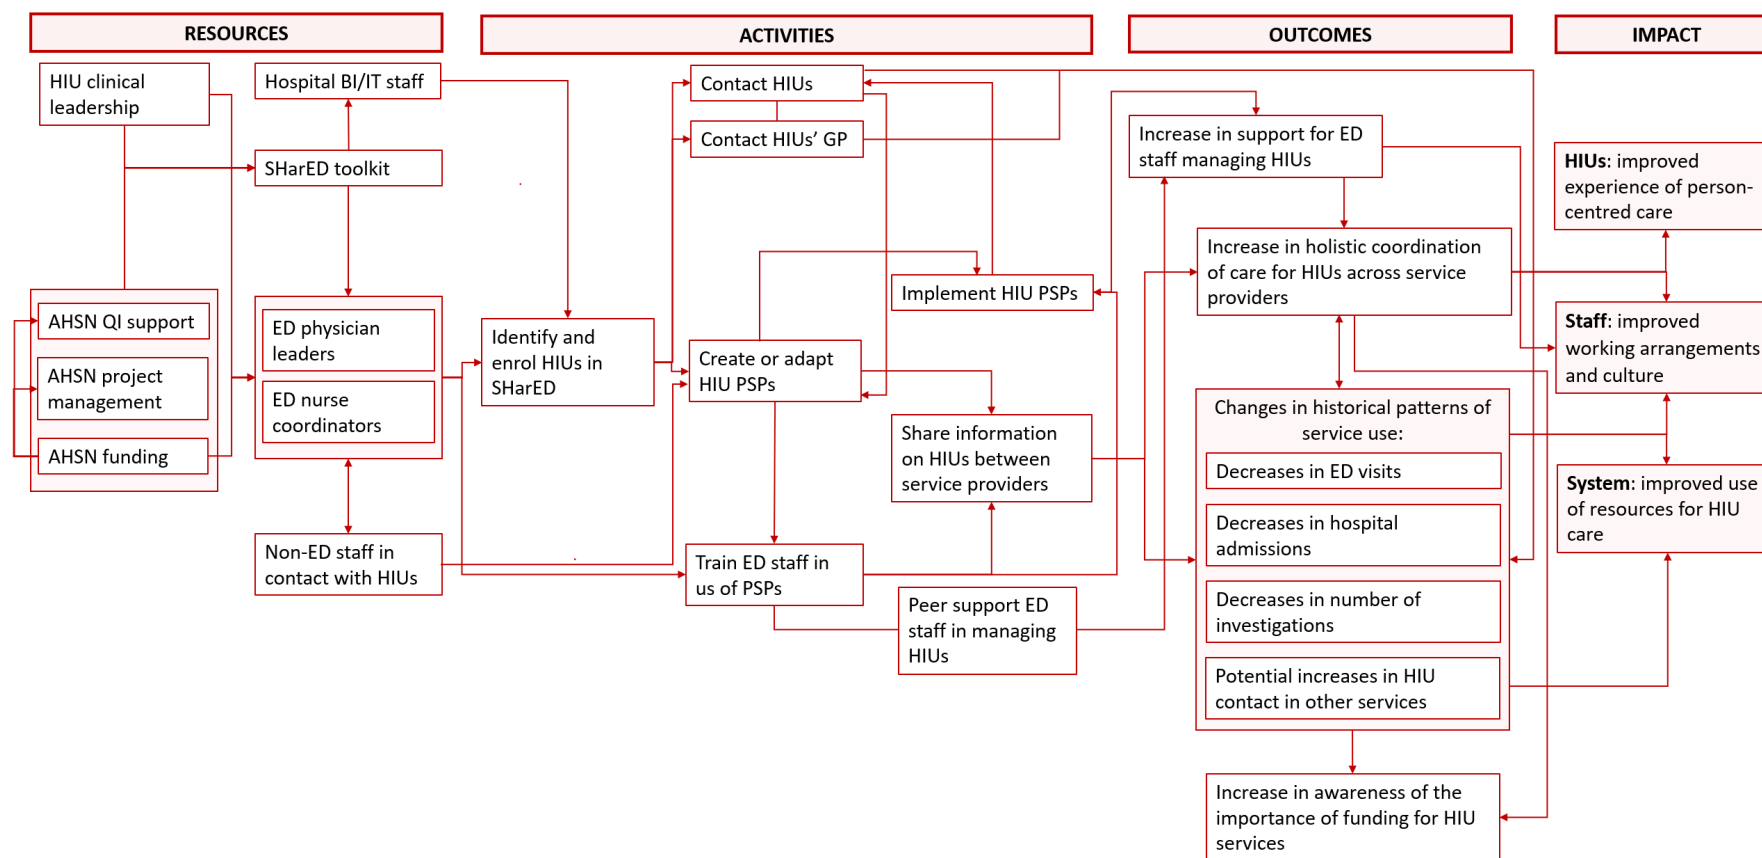 RESOURCES
ACTIVITIES
OUTCOMES
IMPACT
HIU clinical
leadership
Hospital BI/IT staff
SHarED toolkit
AHSN QI support
AHSN project
management
AHSN funding
ED physician
leaders
ED nurse
coordinators
Non-ED staff in
contact with HIUs
Identify and
enrol HIUs in
SHarED
Contact HIUs
Contact HIUs’ GP
Implement HIU PSPs
Create or adapt
HIU PSPs
Share information
on HIUs between
service providers
Train ED staff in
us of PSPs
Peer support ED
staff in managing
HIUs
Increase in support for ED
staff managing HIUs
Increase in holistic coordination
of care for HIUs across service
providers
Changes in historical patterns of
service use:
Decreases in ED visits
Decreases in hospital
admissions
Decreases in number of
investigations
Potential increases in HIU
contact in other services
Increase in awareness of the
importance of funding for HIU
services
HIUs: improved
experience of person-
centred care
Staff: improved
working arrangements
and culture
System: improved use
of resources for HIU
care